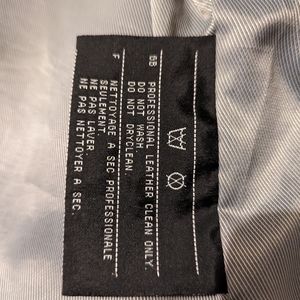 GB
PROFESSIONAL LEATHER CLEAN ONLY.
DO NOT WASH.
DO NOT DRYCLEAN.
F
NETTOYAGE A SEC PROFESSIONALE
SEULEMENT.
NE PAS LAVER.
NE PAS NETTOYER A SEC.